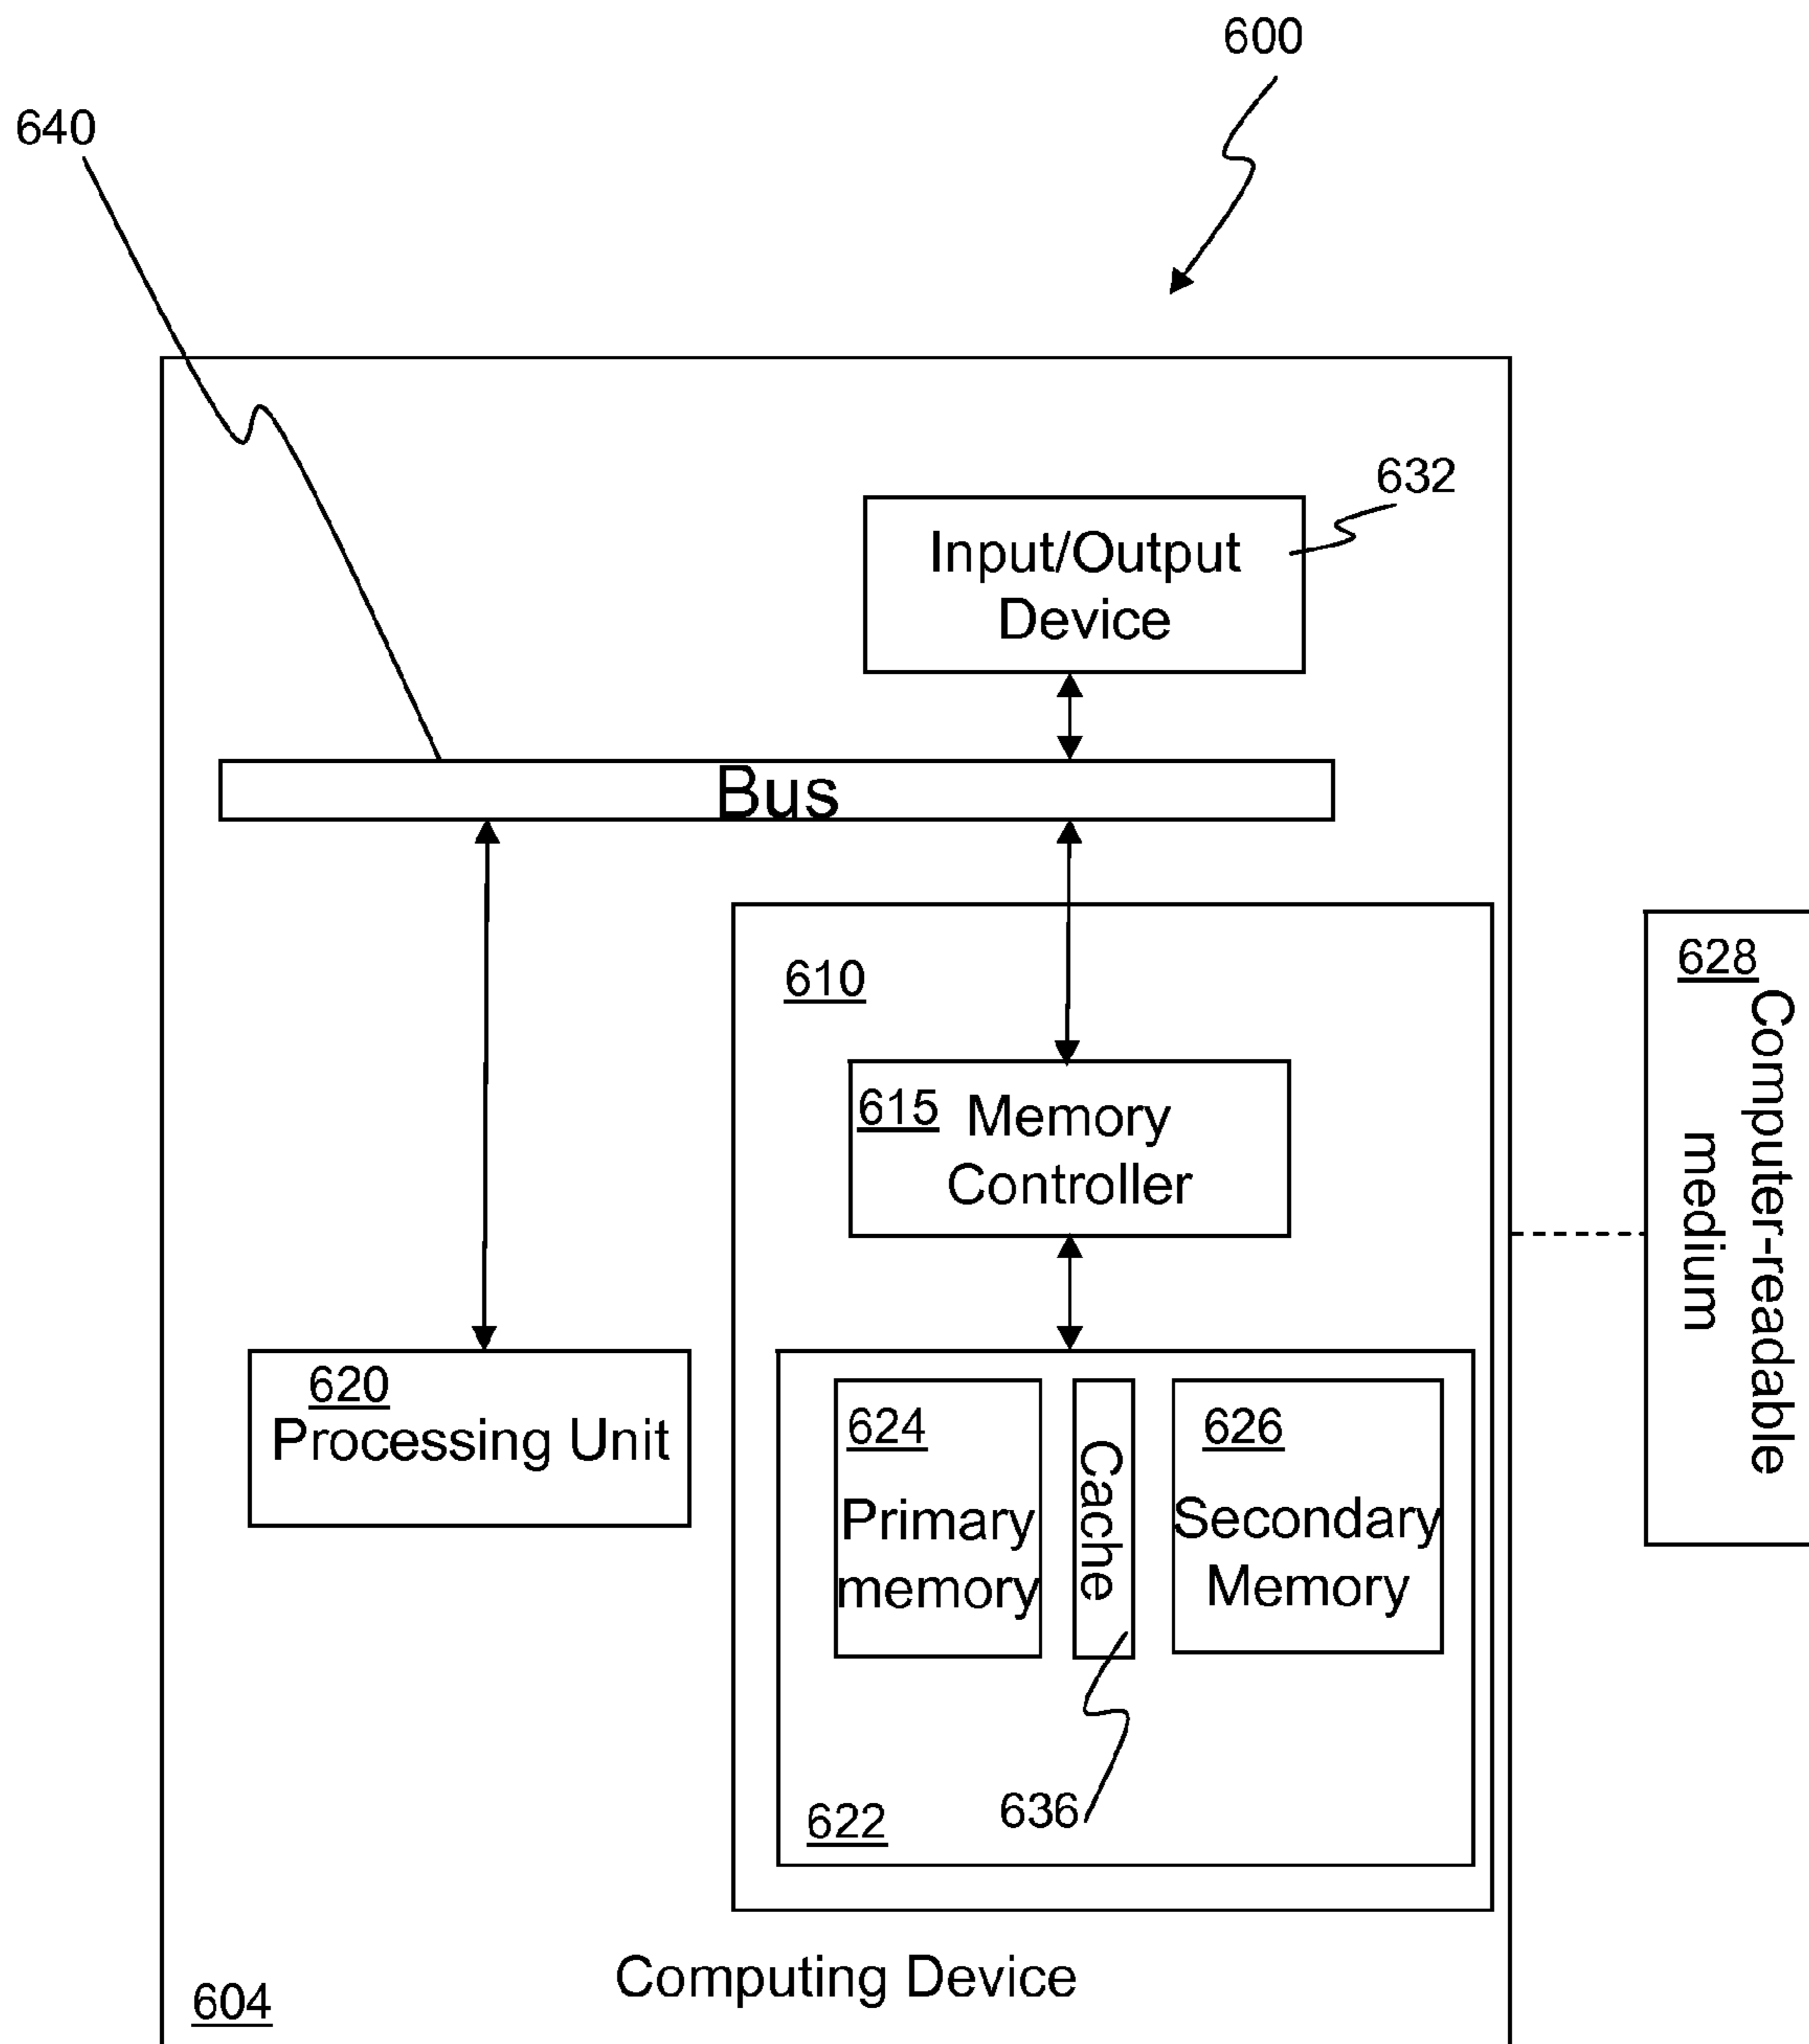 600
640
632
Input/Output
Device
Bus
610
628
Computer-readable
medium
615 Memory
Controller
620
Processing Unit
624
Primary
memory
Cache
626
Secondary
Memory
636
622
Computing Device
604